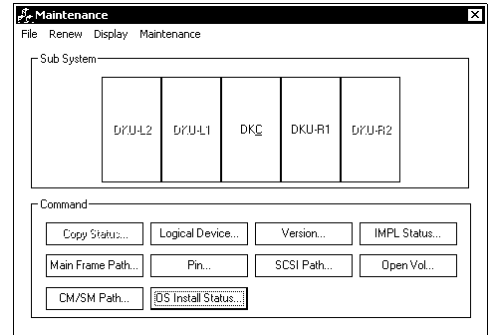 Maintenance
File Renew Display Maintenance
Sub System
DKU-L2 DKU-L1 DKC DKU-R1 DKU-R2
Command
Copy Status... Logical Device... Version... IMPL Status...
Main Frame Path... Pin... SCSI Path... Open Vol...
CM/SM Path... OS Install Status...